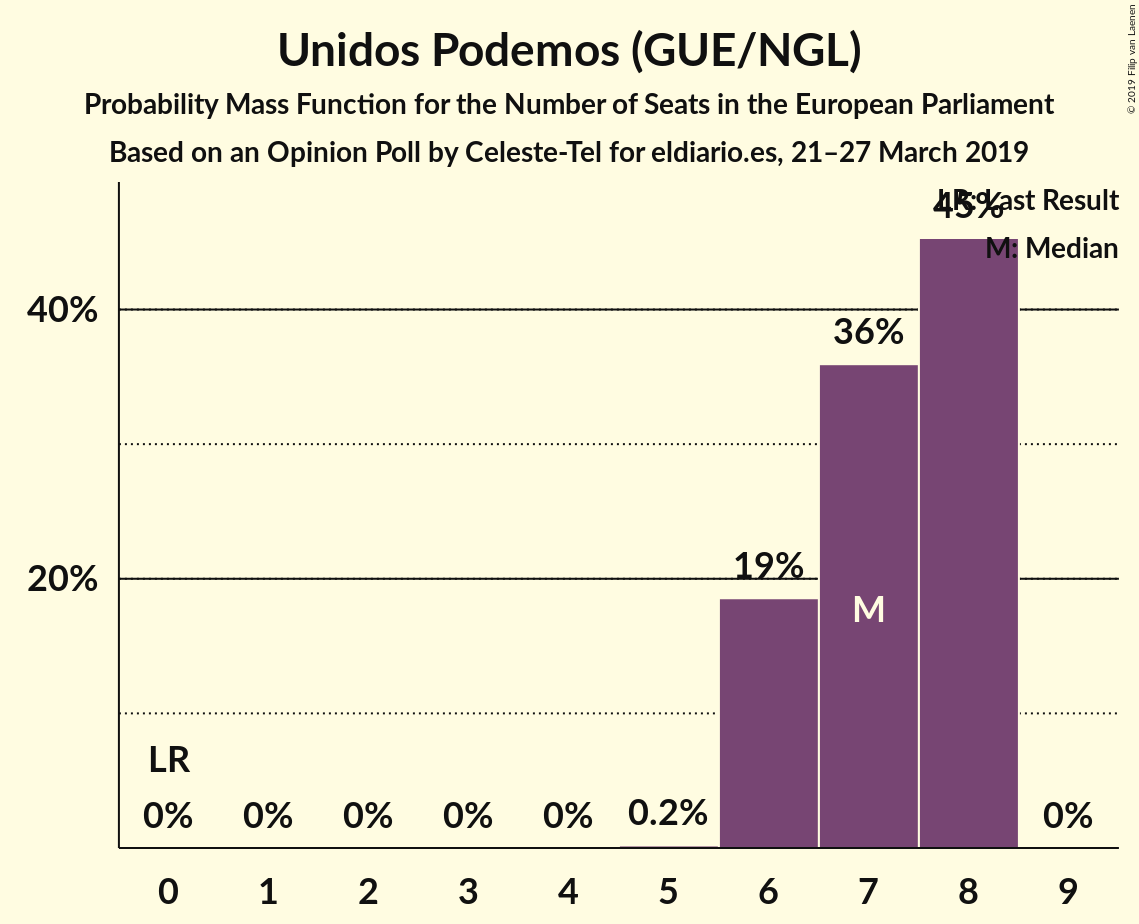 Unidos Podemos (GUE/NGL)
Probability Mass Function for the Number of Seats in the European Parliament
Based on an Opinion Poll by Celeste-Tel for eldiario.es, 21–27 March 2019
© 2019 Filip van Laenen
LR: Last Result
45%
M: Median
40%
36%
20%
19%
M
LR
0%
0%
0%
0%
0%
0.2%
0%
0 1 2 3 4 5 6 7 8 9